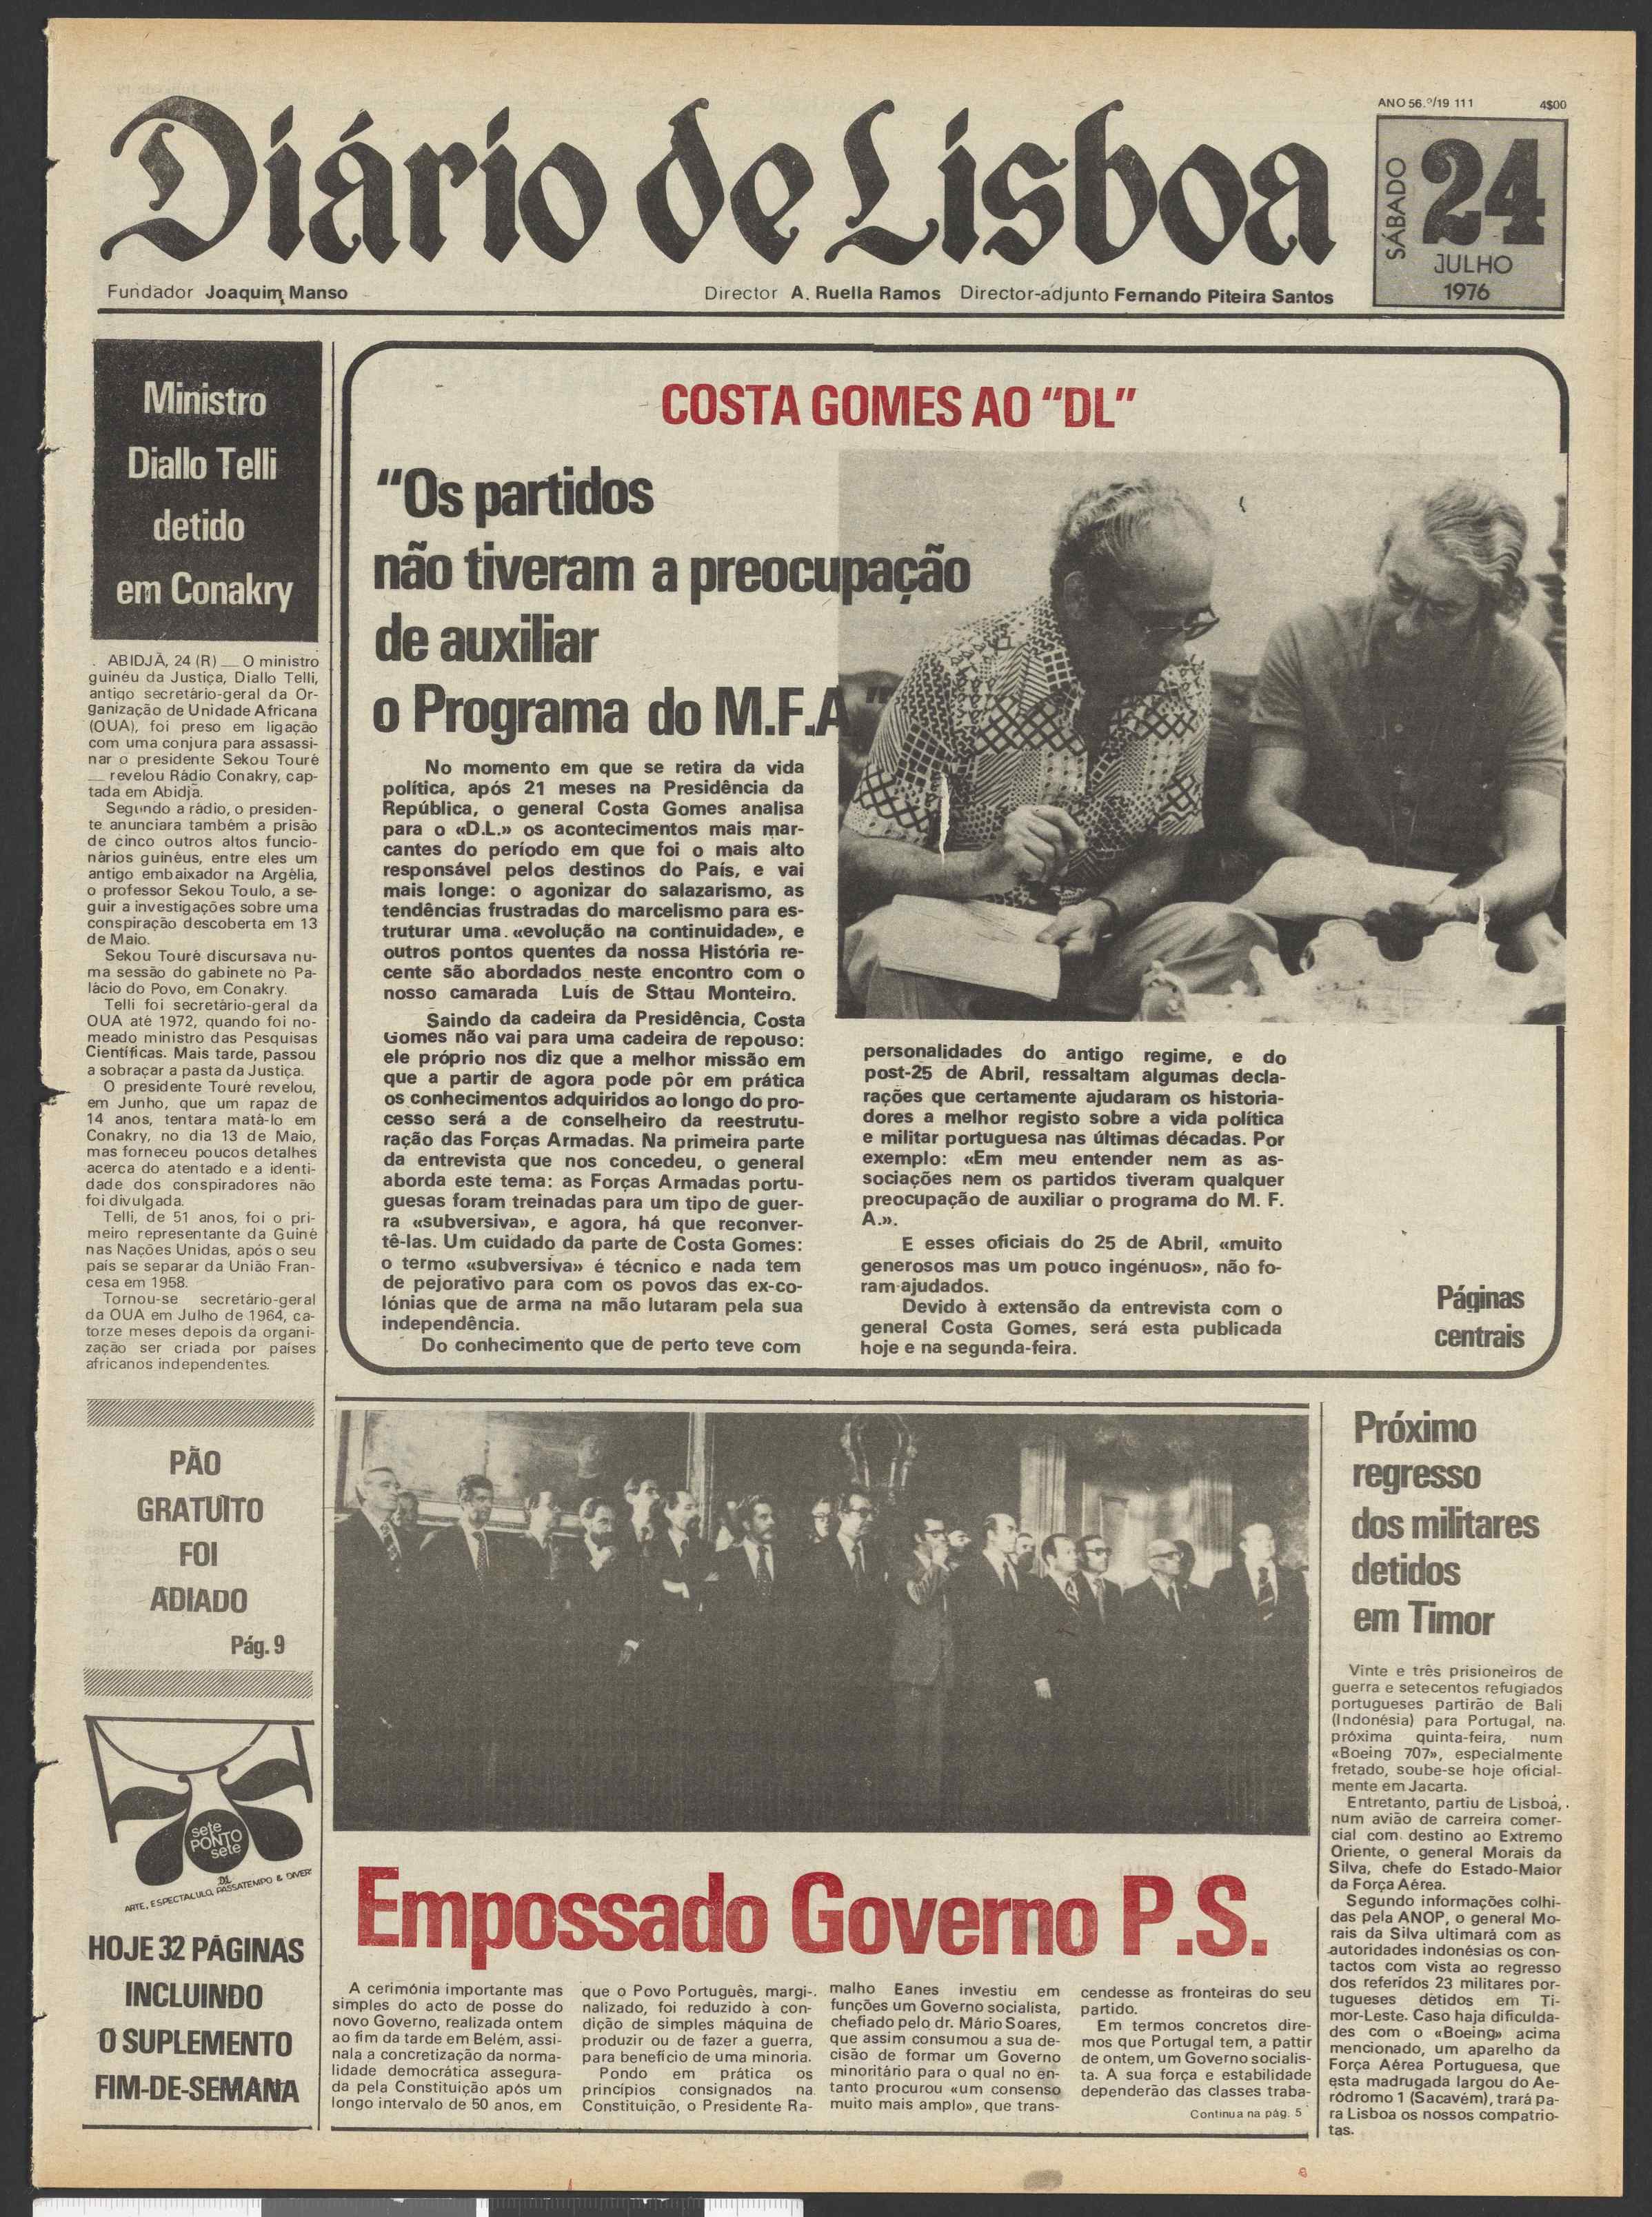 ANO 56.º/19 111 4$00
Diário de Lisboa
SÁBADO
24
JULHO
1976
Fundador Joaquim Manso
Director A. Ruella Ramos Director-adjunto Fernando Piteira Santos
Ministro
Diallo Telli
detido
em Conakry
. ABIDJÃ, 24 (R) — O ministro
guinéu da Justiça, Diallo Telli,
antigo secretário-geral da Or-
ganização de Unidade Africana
(OUA), foi preso em ligação
com uma conjura para assassi-
nar o presidente Sekou Touré
— revelou Rádio Conakry, cap-
tada em Abidjã.
Segundo a rádio, o presiden-
te anunciara também a prisão
de cinco outros altos funcio-
nários guinéus, entre eles um
antigo embaixador na Argélia,
o professor Sekou Toulo, a se-
guir a investigações sobre uma
conspiração descoberta em 13
de Maio.
Sekou Touré discursava nu-
ma sessão do gabinete no Pa-
lácio do Povo, em Conakry.
Telli foi secretário-geral da
OUA até 1972, quando foi no-
meado ministro das Pesquisas
Científicas. Mais tarde, passou
a sobraçar a pasta da Justiça.
O presidente Touré revelou,
em Junho, que um rapaz de
14 anos, tentara matá-lo em
Conakry, no dia 13 de Maio,
mas forneceu poucos detalhes
acerca do atentado e a identi-
dade dos conspiradores não
foi divulgada.
Telli, de 51 anos, foi o pri-
meiro representante da Guiné
nas Nações Unidas, após o seu
país se separar da União Fran-
cesa em 1958.
Tornou-se secretário-geral
da OUA em Julho de 1964, ca-
torze meses depois da organi-
zação ser criada por países
africanos independentes.
PÃO
GRATUITO
FOI
ADIADO
Pág. 9
sete
PONTO
sete
DL
ARTE, ESPECTACULO, PASSATEMPO & DIVER
HOJE 32 PÁGINAS
INCLUINDO
O SUPLEMENTO
FIM-DE-SEMANA
COSTA GOMES AO “DL”
“Os partidos
não tiveram a preocupação
de auxiliar
o Programa do M.F.A.”
No momento em que se retira da vida
política, após 21 meses na Presidência da
República, o general Costa Gomes analisa
para o «D.L.» os acontecimentos mais mar-
cantes do período em que foi o mais alto
responsável pelos destinos do País, e vai
mais longe: o agonizar do salazarismo, as
tendências frustradas do marcelismo para es-
truturar uma «evolução na continuidade», e
outros pontos quentes da nossa História re-
cente são abordados neste encontro com o
nosso camarada Luís de Sttau Monteiro.
Saindo da cadeira da Presidência, Costa
Gomes não vai para uma cadeira de repouso:
ele próprio nos diz que a melhor missão em
que a partir de agora pode pôr em prática
os conhecimentos adquiridos ao longo do pro-
cesso será a de conselheiro da reestrutu-
ração das Forças Armadas. Na primeira parte
da entrevista que nos concedeu, o general
aborda este tema: as Forças Armadas portu-
guesas foram treinadas para um tipo de guer-
ra «subversiva», e agora, há que reconver-
tê-las. Um cuidado da parte de Costa Gomes:
o termo «subversiva» é técnico e nada tem
de pejorativo para com os povos das ex-co-
lónias que de arma na mão lutaram pela sua
independência.
Do conhecimento que de perto teve com
personalidades do antigo regime, e do
post-25 de Abril, ressaltam algumas decla-
rações que certamente ajudaram os historia-
dores a melhor registo sobre a vida política
e militar portuguesa nas últimas décadas. Por
exemplo: «Em meu entender nem as as-
sociações nem os partidos tiveram qualquer
preocupação de auxiliar o programa do M. F.
A.».
E esses oficiais do 25 de Abril, «muito
generosos mas um pouco ingénuos», não fo-
ram ajudados.
Devido à extensão da entrevista com o
general Costa Gomes, será esta publicada
hoje e na segunda-feira.
Páginas
centrais
Empossado Governo P.S.
A cerimónia importante mas
simples do acto de posse do
novo Governo, realizada ontem
ao fim da tarde em Belém, assi-
nala a concretização da norma-
lidade democrática assegura-
da pela Constituição após um
longo intervalo de 50 anos, em
que o Povo Português, margi-
nalizado, foi reduzido à con-
dição de simples máquina de
produzir ou de fazer a guerra,
para benefício de uma minoria.
Pondo em prática os
princípios consignados na
Constituição, o Presidente Ra-
malho Eanes investiu em
funções um Governo socialista,
chefiado pelo dr. Mário Soares,
que assim consumou a sua de-
cisão de formar um Governo
minoritário para o qual no en-
tanto procurou «um consenso
muito mais amplo», que trans-
cendesse as fronteiras do seu
partido.
Em termos concretos dire-
mos que Portugal tem, a pattir
de ontem, um Governo socialis-
ta. A sua força e estabilidade
dependerão das classes traba-
Continua na pág. 5
Próximo
regresso
dos militares
detidos
em Timor
Vinte e três prisioneiros de
guerra e setecentos refugiados
portugueses partirão de Bali
(Indonésia) para Portugal, na
próxima quinta-feira, num
«Boeing 707», especialmente
fretado, soube-se hoje oficial-
mente em Jacarta.
Entretanto, partiu de Lisboa,
num avião de carreira comer-
cial com destino ao Extremo
Oriente, o general Morais da
Silva, chefe do Estado-Maior
da Força Aérea.
Segundo informações colhi-
das pela ANOP, o general Mo-
rais da Silva ultimará com as
autoridades indonésias os con-
tactos com vista ao regresso
dos referidos 23 militares por-
tugueses detidos em Ti-
mor-Leste. Caso haja dificulda-
des com o «Boeing» acima
mencionado, um aparelho da
Força Aérea Portuguesa, que
esta madrugada largou do Ae-
ródromo 1 (Sacavém), trará pa-
ra Lisboa os nossos compatrio-
tas.